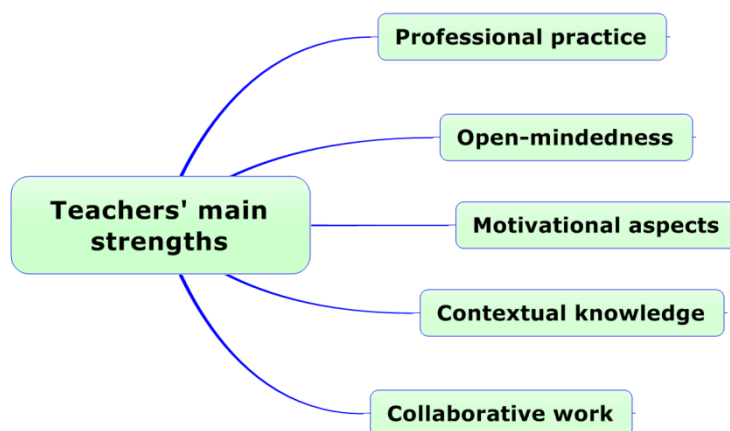 Professional practice
Open-mindedness
Teachers' main
strengths
Motivational aspects
Contextual knowledge
Collaborative work